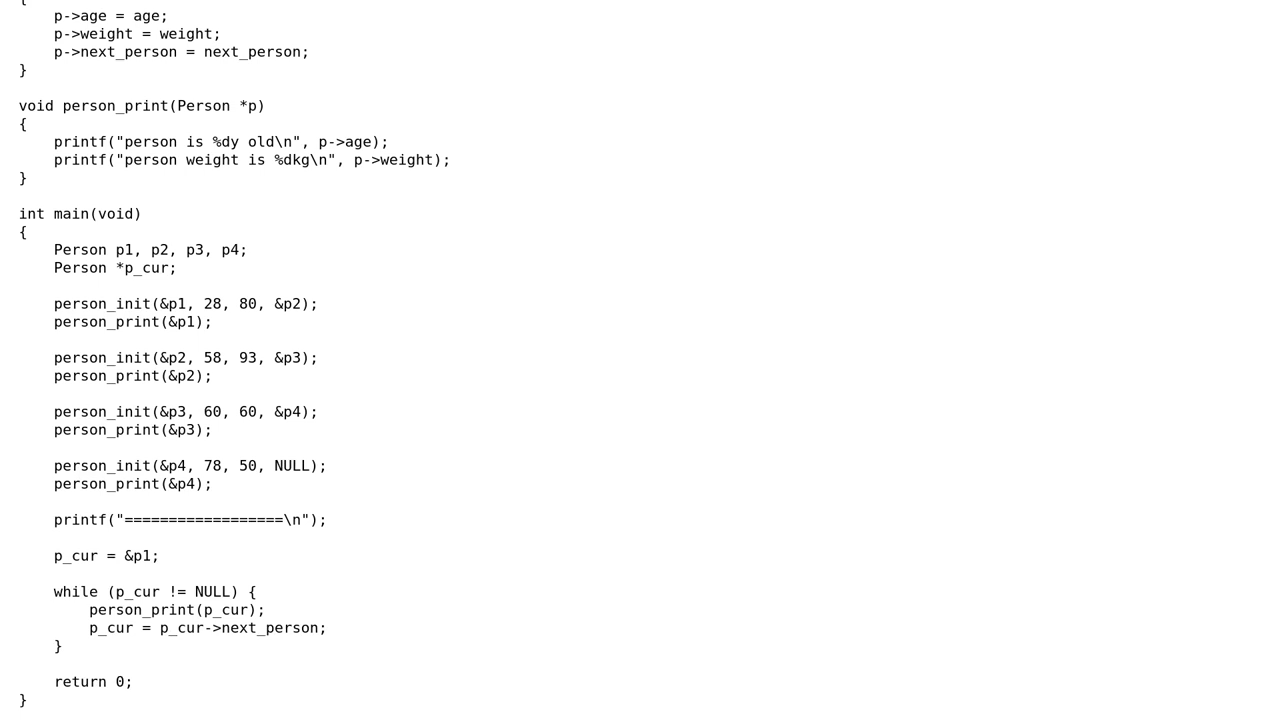 {
    p->age = age;
    p->weight = weight;
    p->next_person = next_person;
}

void person_print(Person *p)
{
    printf("person is %dy old\n", p->age);
    printf("person weight is %dkg\n", p->weight);
}

int main(void)
{
    Person p1, p2, p3, p4;
    Person *p_cur;

    person_init(&p1, 28, 80, &p2);
    person_print(&p1);

    person_init(&p2, 58, 93, &p3);
    person_print(&p2);

    person_init(&p3, 60, 60, &p4);
    person_print(&p3);

    person_init(&p4, 78, 50, NULL);
    person_print(&p4);

    printf("==================\n");

    p_cur = &p1;

    while (p_cur != NULL) {
        person_print(p_cur);
        p_cur = p_cur->next_person;
    }

    return 0;
}